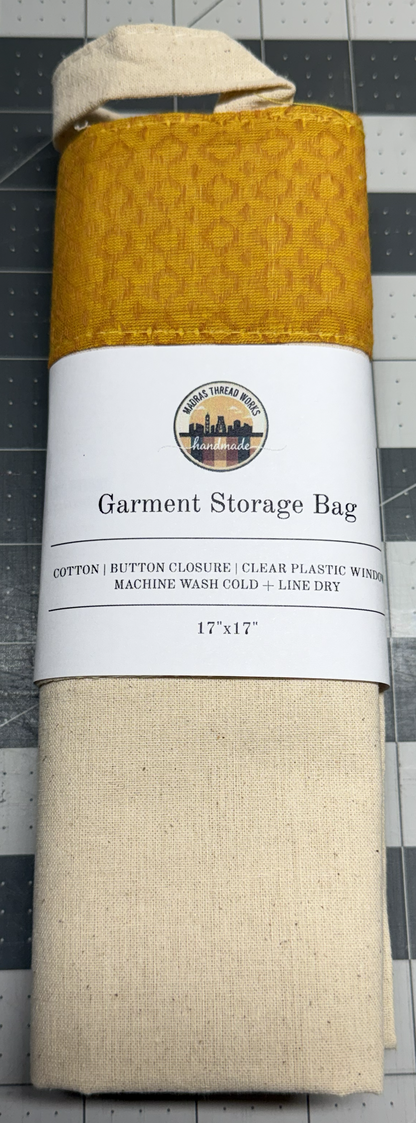 MADRAS THREAD WORKS
handmade
Garment Storage Bag
COTTON | BUTTON CLOSURE | CLEAR PLASTIC WINDOW
MACHINE WASH COLD + LINE DRY
17"x17"